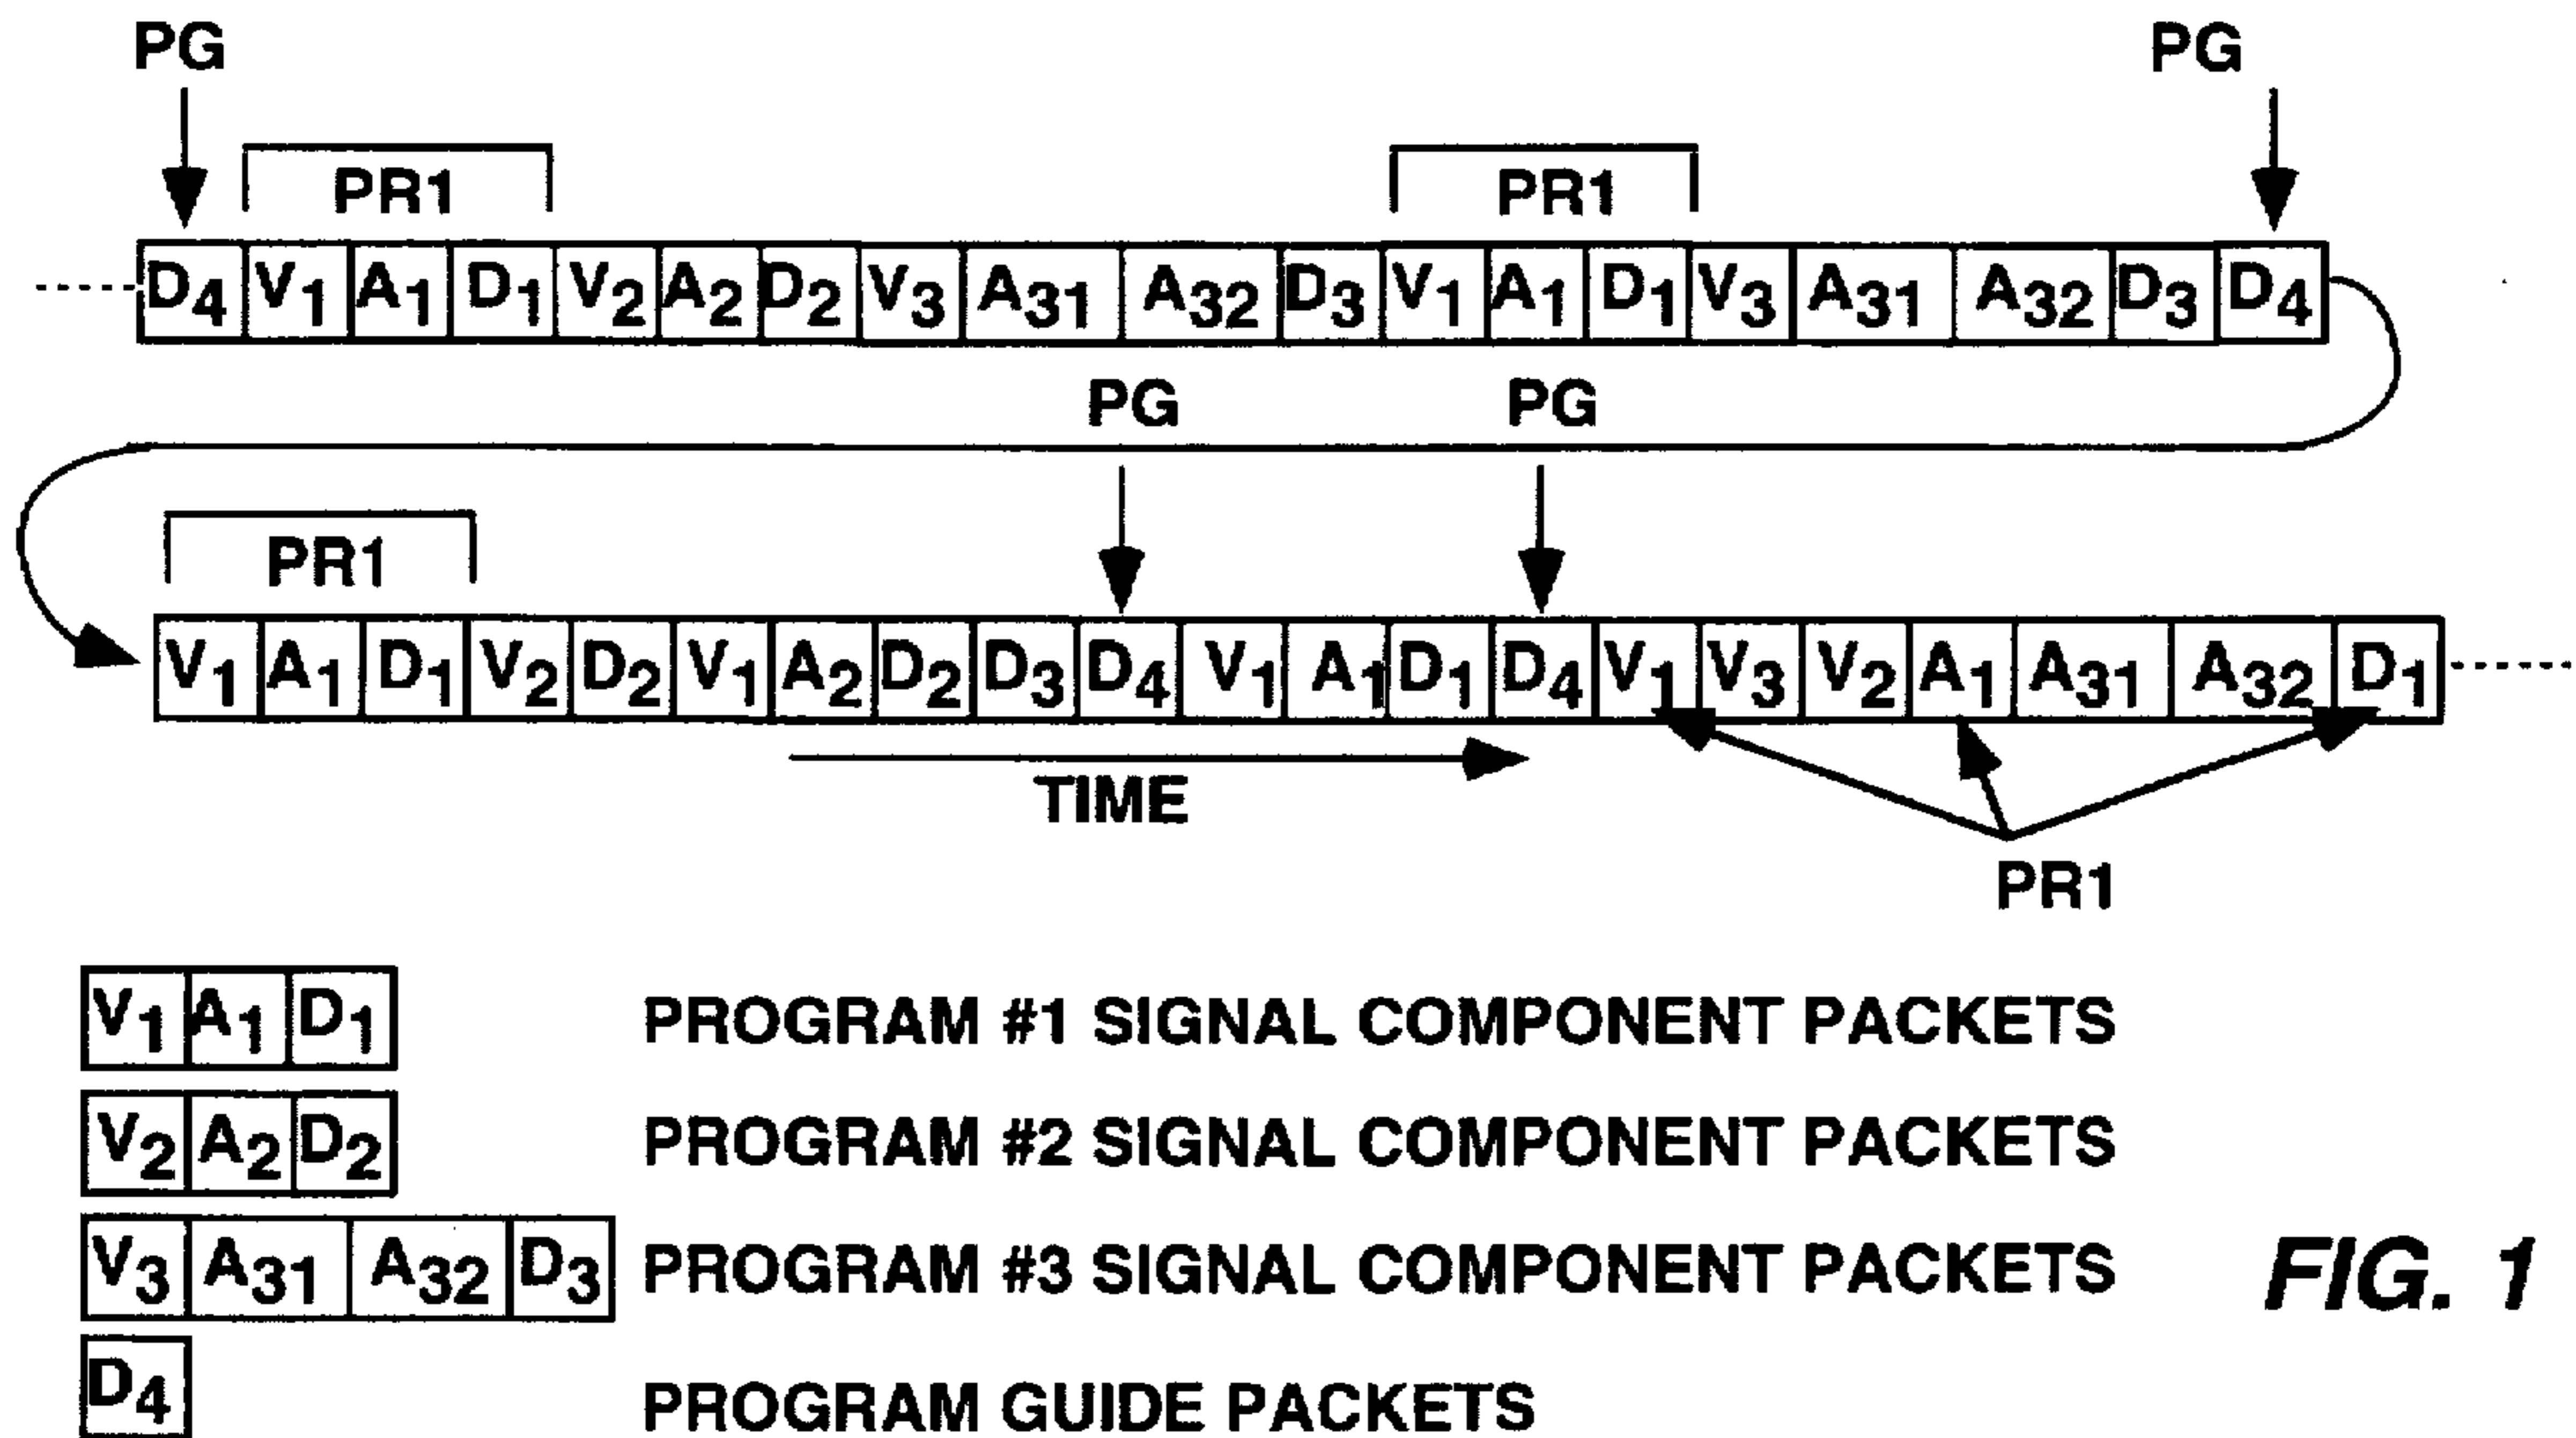 PG PG
PR1 PR1
D4 V1 A1 D1 V2 A2 D2 V3 A31 A32 D3 V1 A1 D1 V3 A31 A32 D3 D4
PG PG
PR1
V1 A1 D1 V2 D2 V1 A2 D2 D3 D4 V1 A1 D1 D4 V1 V3 V2 A1 A31 A32 D1
TIME
PR1
V1 A1 D1 PROGRAM #1 SIGNAL COMPONENT PACKETS
V2 A2 D2 PROGRAM #2 SIGNAL COMPONENT PACKETS
V3 A31 A32 D3 PROGRAM #3 SIGNAL COMPONENT PACKETS
FIG. 1
D4 PROGRAM GUIDE PACKETS